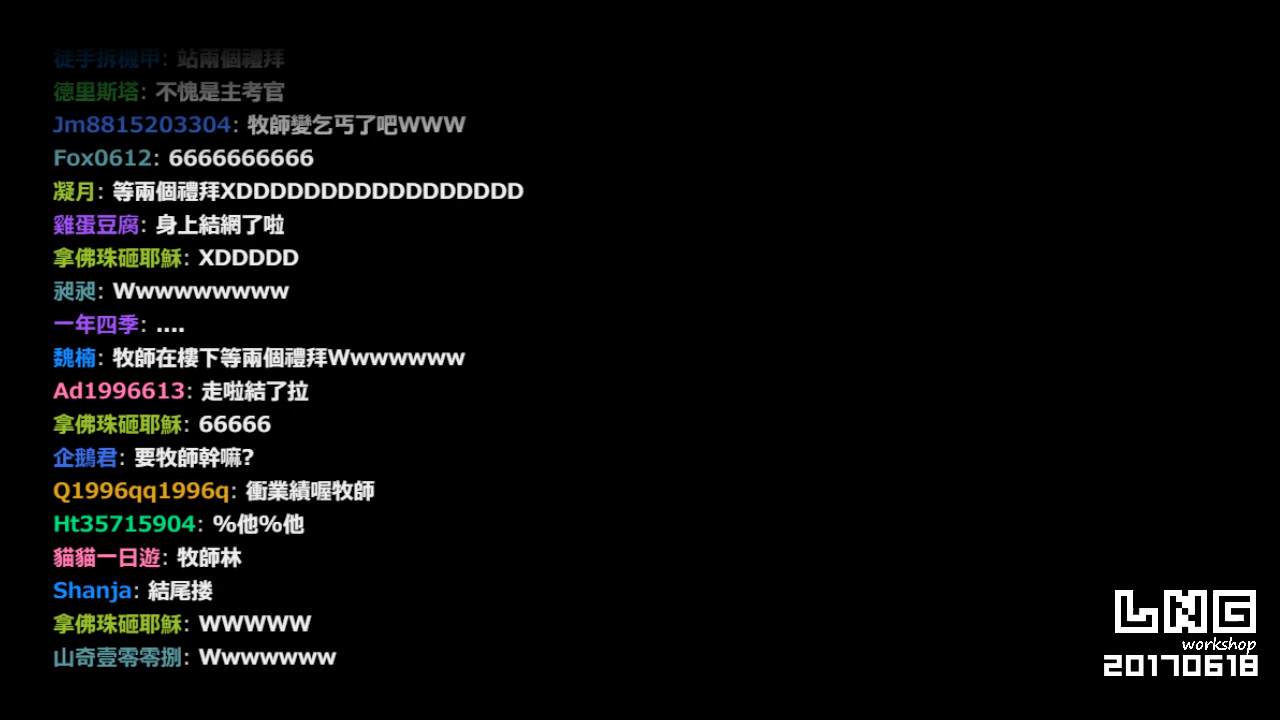 徒手拆機甲: 站兩個禮拜
德里斯塔: 不愧是主考官
Jm8815203304: 牧師變乞丐了吧WWW
Fox0612: 6666666666
凝月: 等兩個禮拜XDDDDDDDDDDDDDDDDD
雞蛋豆腐: 身上結網了啦
拿佛珠砸耶穌: XDDDDD
昶昶: Wwwwwwwww
一年四季: ....
魏楠: 牧師在樓下等兩個禮拜Wwwwwww
Ad1996613: 走啦結了拉
拿佛珠砸耶穌: 66666
企鵝君: 要牧師幹嘛?
Q1996qq1996q: 衝業績喔牧師
Ht35715904: %他%他
貓貓一日遊: 牧師林
Shanja: 結尾摟
拿佛珠砸耶穌: WWWWW
山奇壹零零捌: Wwwwwww
LNG
workshop
20170618